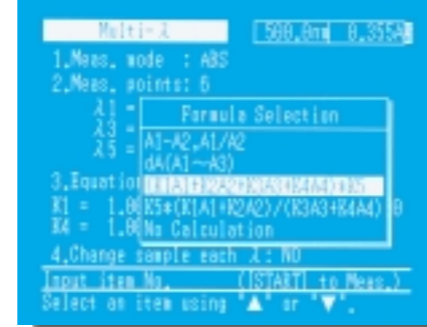 Multi-λ 500.0nm 0.355A
1.Meas. mode : ABS
2.Meas. points: 6
λ1 =
λ3 =
λ5 =
Formula Selection
A1-A2,A1/A2
dA(A1~A3)
(K1A1+K2A2+K3A3+K4A4)*K5
K5*(K1A1+K2A2)/(K3A3+K4A4)
No Calculation
3.Equation
K1 = 1.00
K4 = 1.00
4.Change sample each λ: NO
Input item No. ([START] to Meas.)
Select an item using "▲" or "▼".